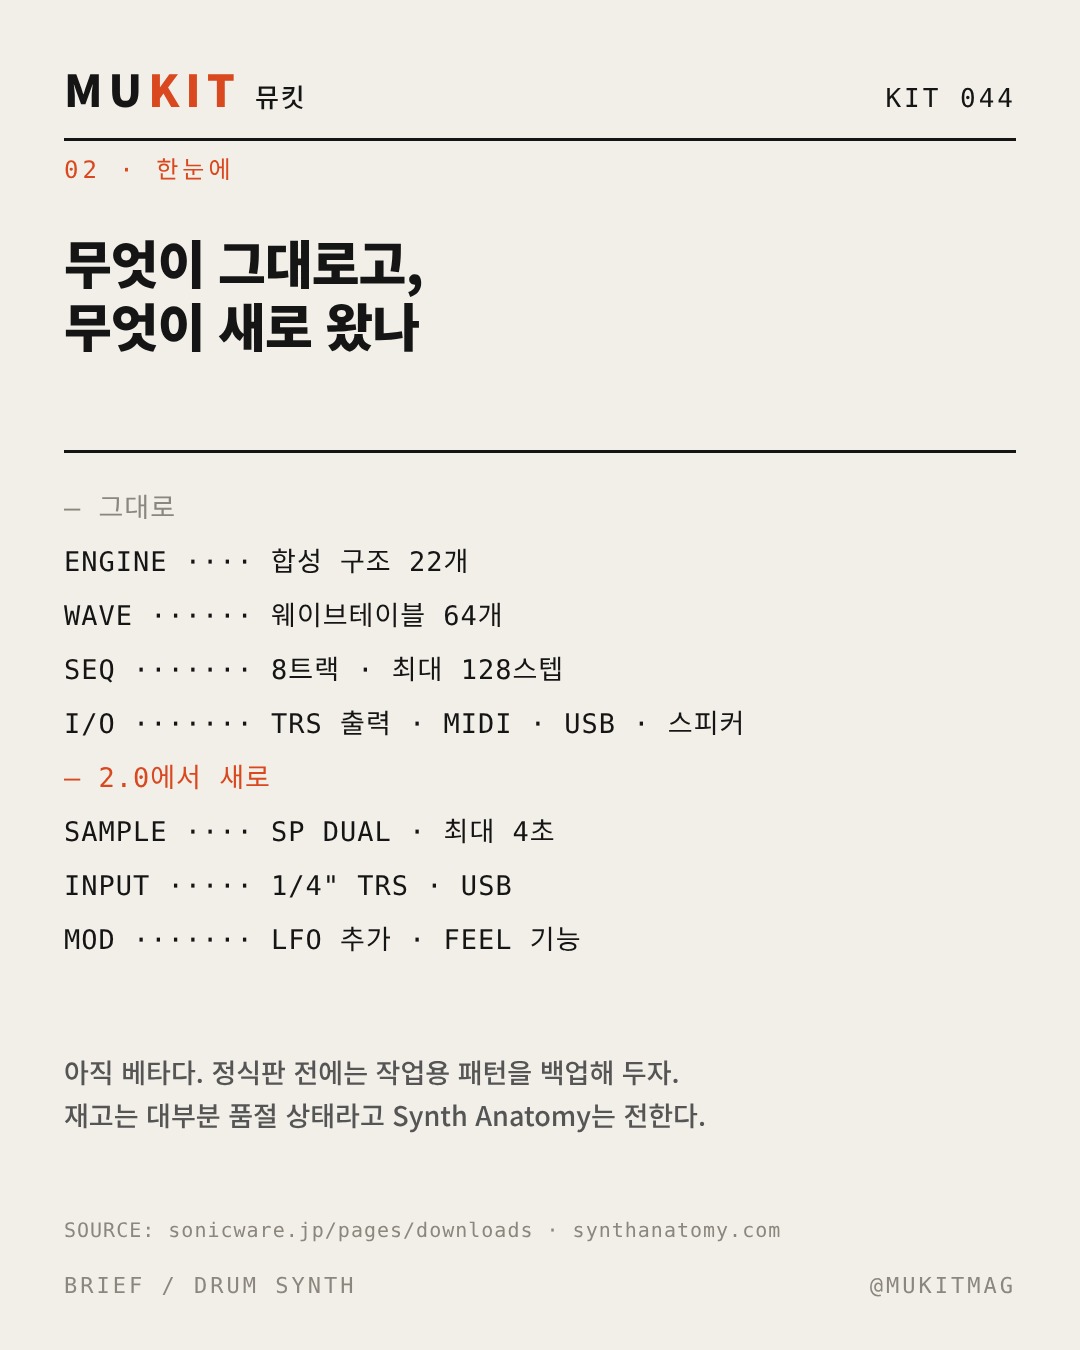 MUKIT 뮤킷
KIT 044
02 · 한눈에
무엇이 그대로고,
무엇이 새로 왔나
— 그대로
ENGINE ···· 합성 구조 22개
WAVE ······ 웨이브테이블 64개
SEQ ······· 8트랙 · 최대 128스텝
I/O ······· TRS 출력 · MIDI · USB · 스피커
— 2.0에서 새로
SAMPLE ···· SP DUAL · 최대 4초
INPUT ····· 1/4" TRS · USB
MOD ······· LFO 추가 · FEEL 기능
아직 베타다. 정식판 전에는 작업용 패턴을 백업해 두자.
재고는 대부분 품절 상태라고 Synth Anatomy는 전한다.
SOURCE: sonicware.jp/pages/downloads · synthanatomy.com
BRIEF / DRUM SYNTH
@MUKITMAG